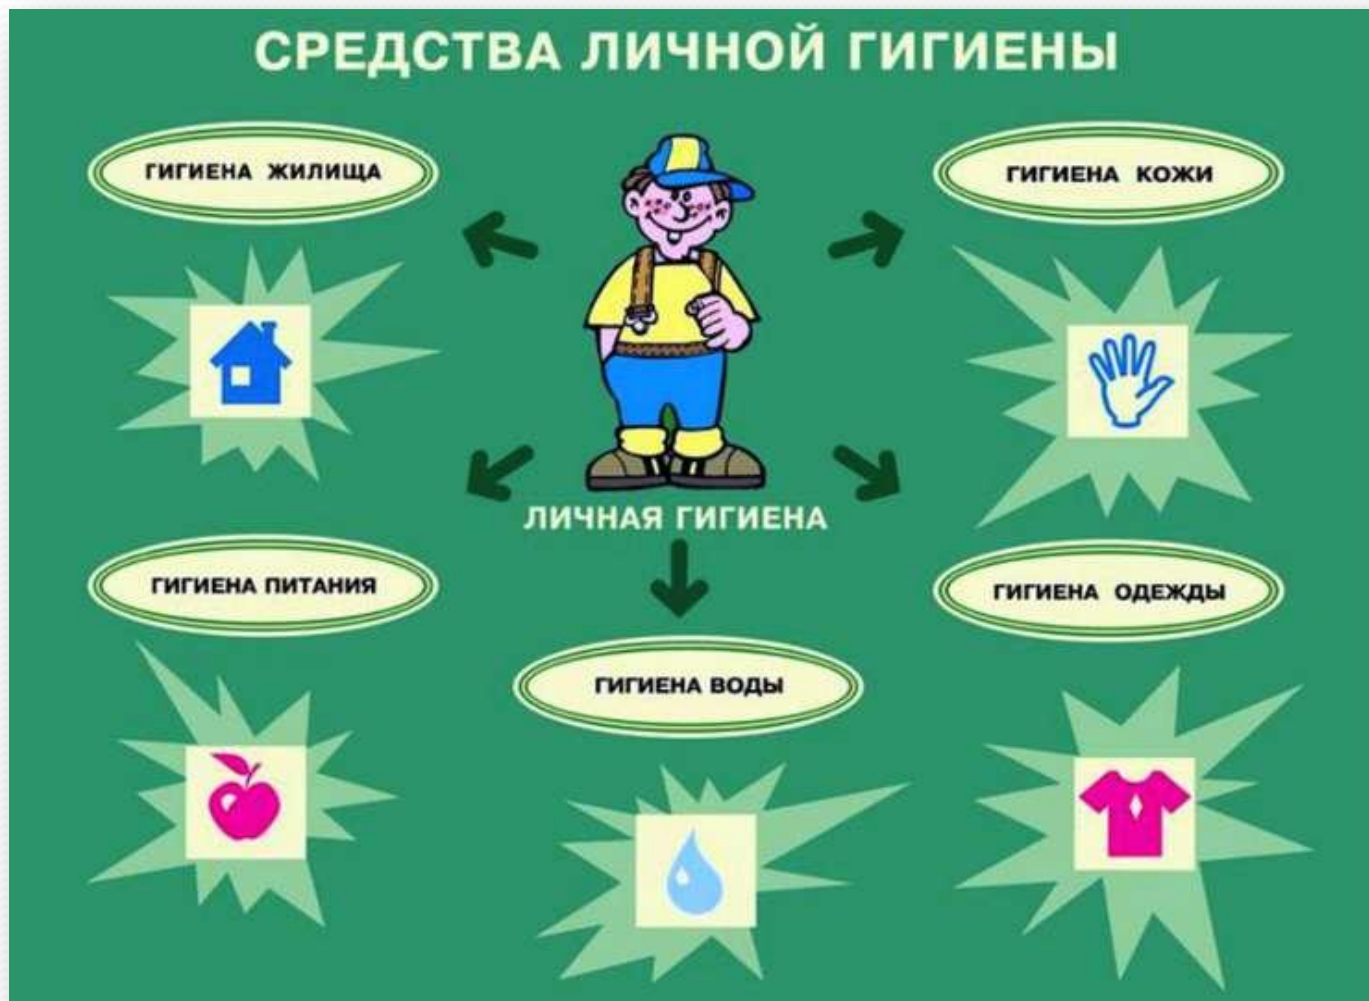 СРЕДСТВА ЛИЧНОЙ ГИГИЕНЫ
ГИГИЕНА ЖИЛИЩА
ГИГИЕНА КОЖИ
ЛИЧНАЯ ГИГИЕНА
ГИГИЕНА ПИТАНИЯ
ГИГИЕНА ОДЕЖДЫ
ГИГИЕНА ВОДЫ